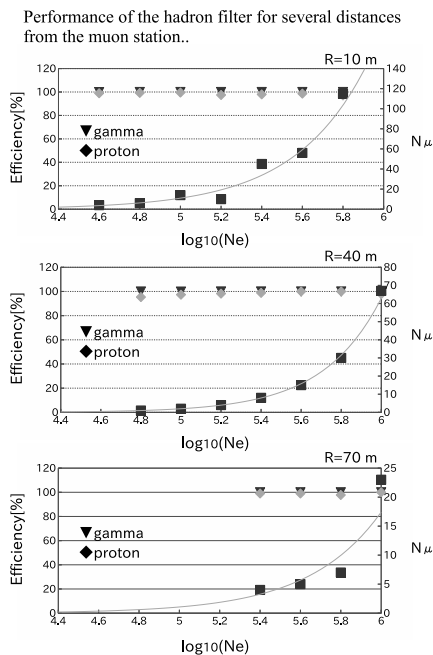 Performance of the hadron filter for several distances
from the muon station..
R=10 m
120 140
100 120
80 100
60 80
40 60
20 40
0 20
0
Efficiency[%]
Nμ
gamma
proton
4.4 4.6 4.8 5 5.2 5.4 5.6 5.8 6
log10(Ne)
R=40 m
120 80
100 70
80 60
60 50
40 40
20 30
0 20
10
0
Efficiency[%]
Nμ
gamma
proton
4.4 4.6 4.8 5 5.2 5.4 5.6 5.8 6
log10(Ne)
R=70 m
120 25
100 20
80 15
60 10
40 5
20 0
0
Efficiency[%]
Nμ
gamma
proton
4.4 4.6 4.8 5 5.2 5.4 5.6 5.8 6
log10(Ne)